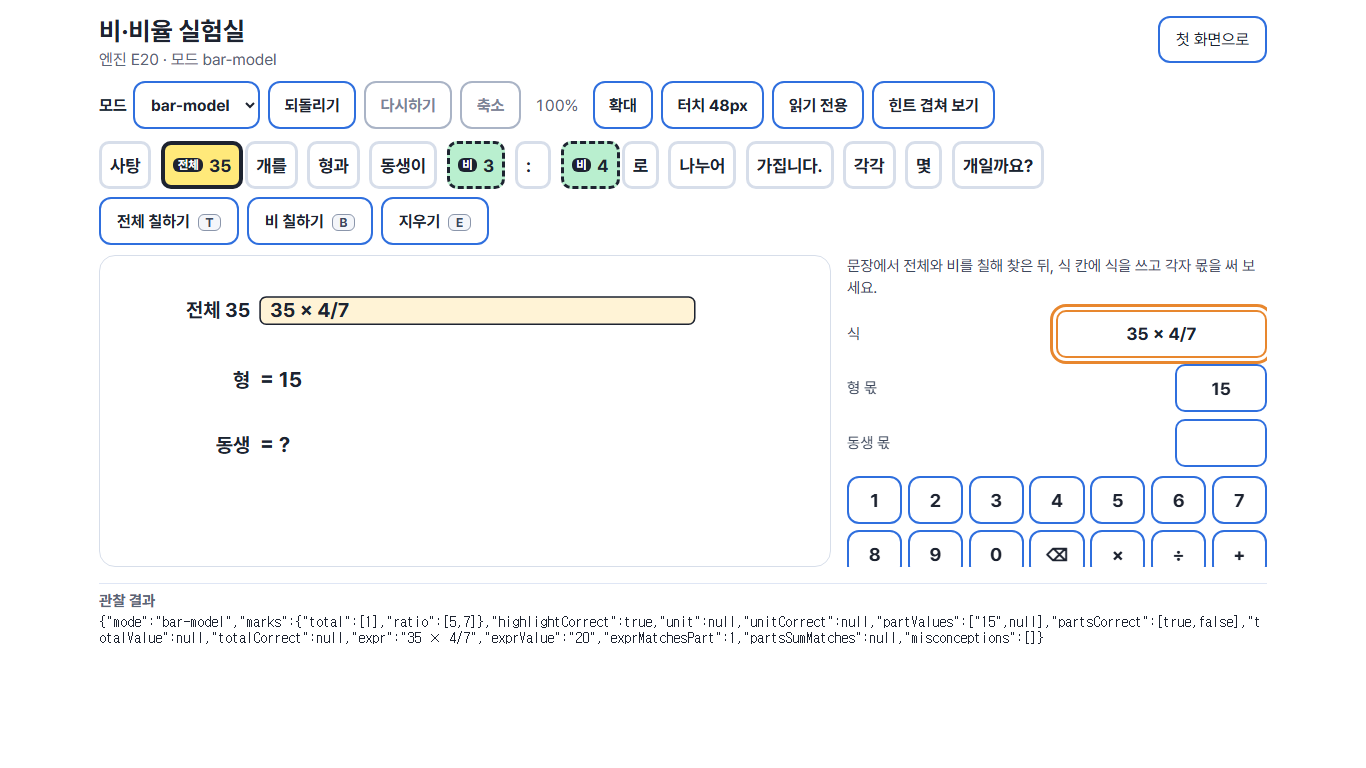 비·비율 실험실
첫 화면으로
엔진 E20 · 모드 bar-model
모드 bar-model 되돌리기 다시하기 축소 100% 확대 터치 48px 읽기 전용 힌트 겹쳐 보기
사탕 전체 35 개를 형과 동생이 비 3 : 비 4 로 나누어 가집니다. 각각 몇 개일까요?
전체 칠하기 T 비 칠하기 B 지우기 E
문장에서 전체와 비를 칠해 찾은 뒤, 식 칸에 식을 쓰고 각자 몫을 써 보
세요.
전체 35 35 × 4/7
형 = 15
동생 = ?
식 35 × 4/7
형 몫 15
동생 몫
1 2 3 4 5 6 7
8 9 0 ⌫ × ÷ +
관찰 결과
{"mode":"bar-model","marks":{"total":[1],"ratio":[5,7]},"highlightCorrect":true,"unit":null,"unitCorrect":null,"partValues":["15",null],"partsCorrect":[true,false],"t
otalValue":null,"totalCorrect":null,"expr":"35 × 4/7","exprValue":"20","exprMatchesPart":1,"partsSumMatches":null,"misconceptions":[]}